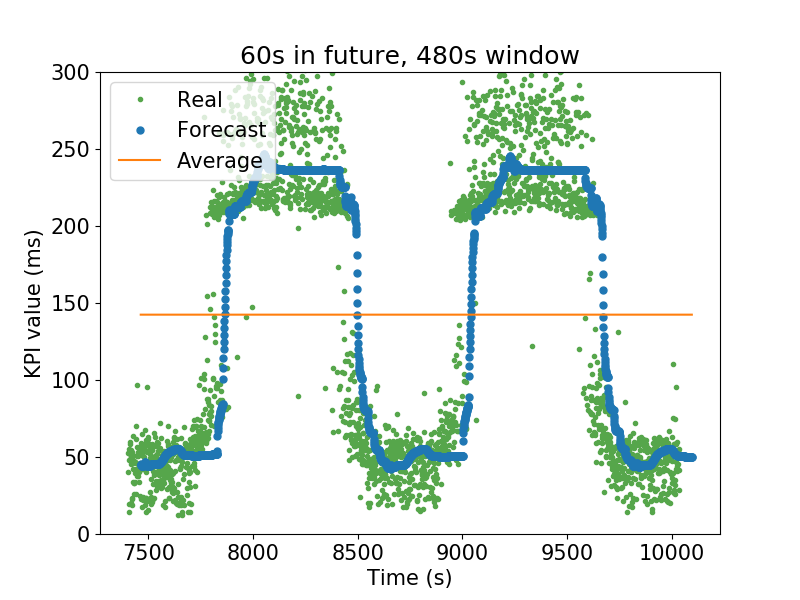 60s in future, 480s window
300
250
200
150
100
50
0
KPI value (ms)
Real
Forecast
Average
7500 8000 8500 9000 9500 10000
Time (s)